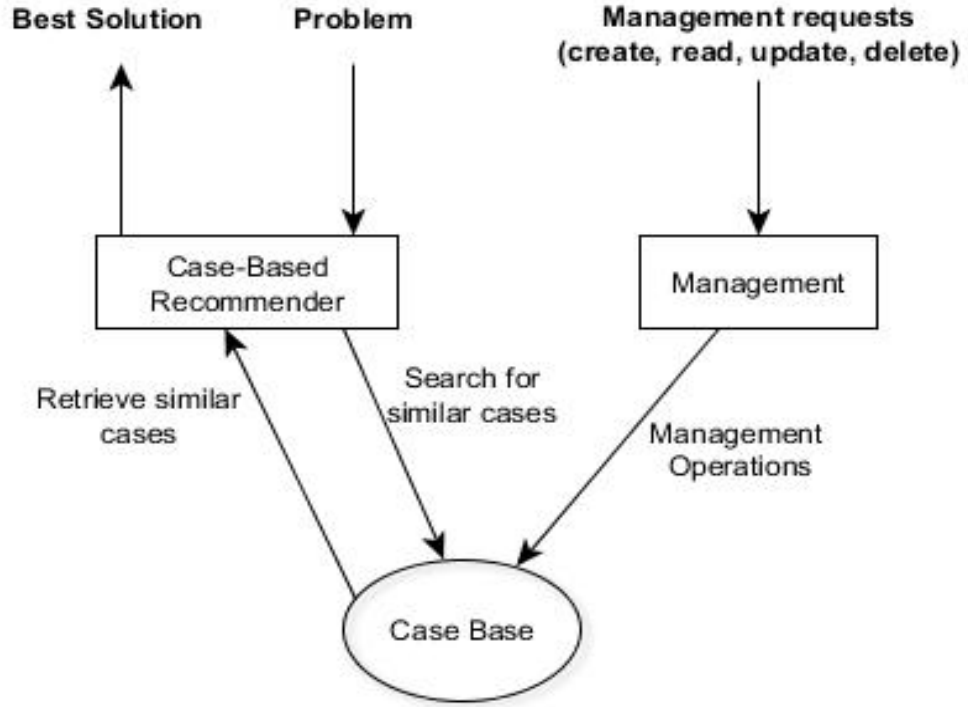 Best Solution
Problem
Management requests
(create, read, update, delete)
Case-Based
Recommender
Management
Retrieve similar
cases
Search for
similar cases
Management
Operations
Case Base